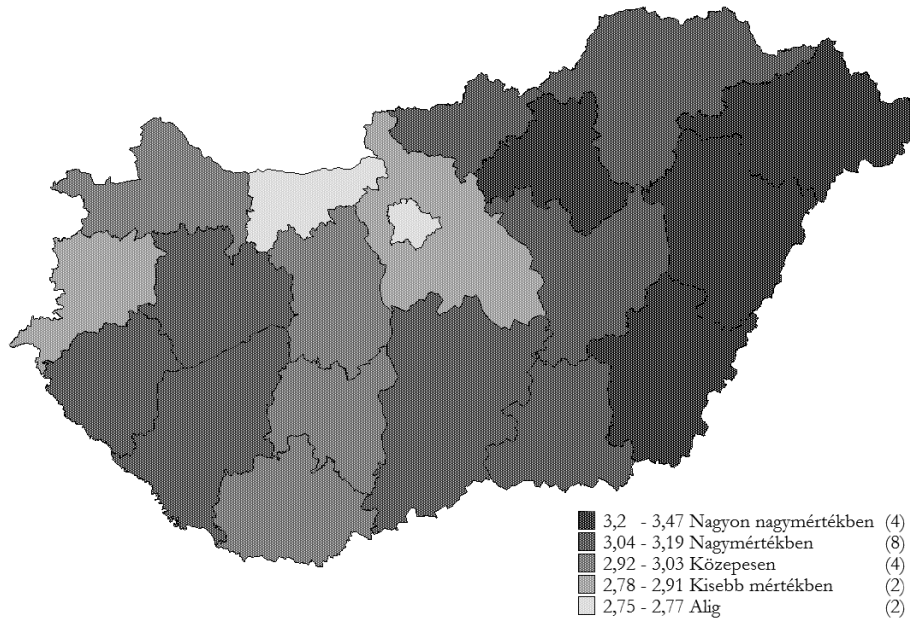 3,2 - 3,47 Nagyon nagymértékben (4)
3,04 - 3,19 Nagymértékben (8)
2,92 - 3,03 Közepesen (4)
2,78 - 2,91 Kisebb mértékben (2)
2,75 - 2,77 Alig (2)